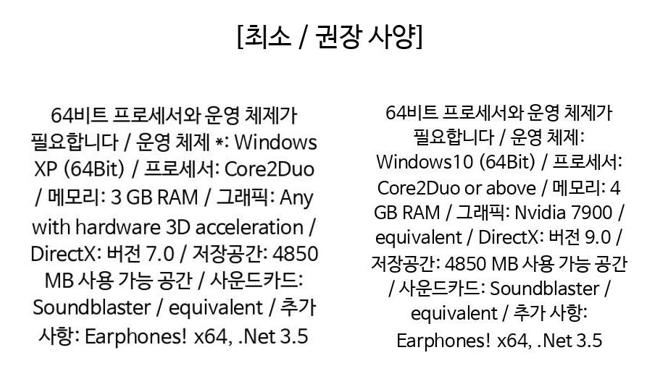 [최소 / 권장 사양]
64비트 프로세서와 운영 체제가
필요합니다 / 운영 체제 *: Windows
XP (64Bit) / 프로세서: Core2Duo
/ 메모리: 3 GB RAM / 그래픽: Any
with hardware 3D acceleration /
DirectX: 버전 7.0 / 저장공간: 4850
MB 사용 가능 공간 / 사운드카드:
Soundblaster / equivalent / 추가
사항: Earphones! x64, .Net 3.5
64비트 프로세서와 운영 체제가
필요합니다 / 운영 체제:
Windows10 (64Bit) / 프로세서:
Core2Duo or above / 메모리: 4
GB RAM / 그래픽: Nvidia 7900 /
equivalent / DirectX: 버전 9.0 /
저장공간: 4850 MB 사용 가능 공간
/ 사운드카드: Soundblaster /
equivalent / 추가 사항:
Earphones! x64, .Net 3.5